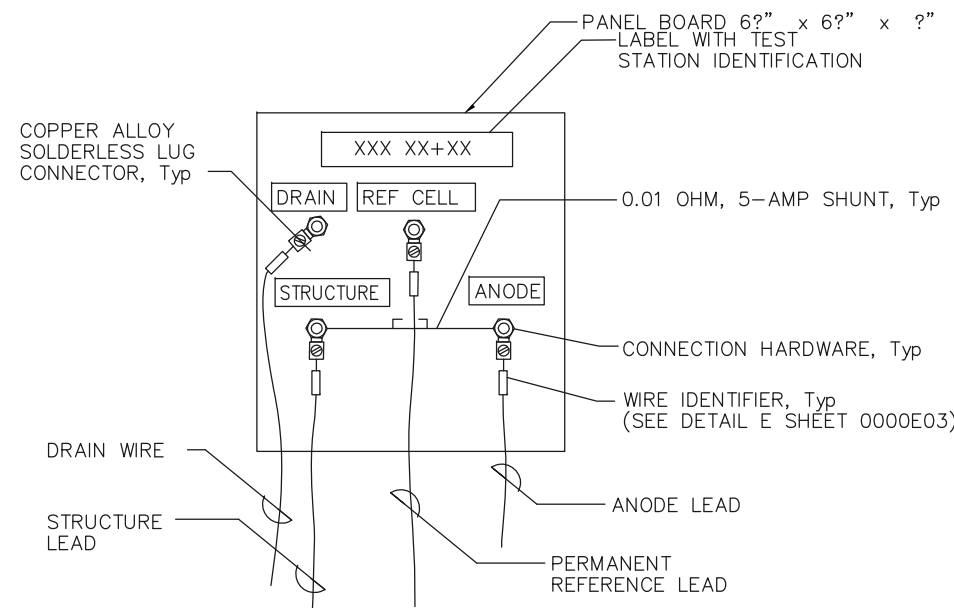 PANEL BOARD 6?" x 6?" x ?"
LABEL WITH TEST
STATION IDENTIFICATION
COPPER ALLOY
SOLDERLESS LUG
CONNECTOR, Typ
XXX XX+XX
DRAIN
REF CELL
0.01 OHM, 5-AMP SHUNT, Typ
STRUCTURE
ANODE
CONNECTION HARDWARE, Typ
WIRE IDENTIFIER, Typ
(SEE DETAIL E SHEET 0000E03)
DRAIN WIRE
ANODE LEAD
STRUCTURE
LEAD
PERMANENT
REFERENCE LEAD